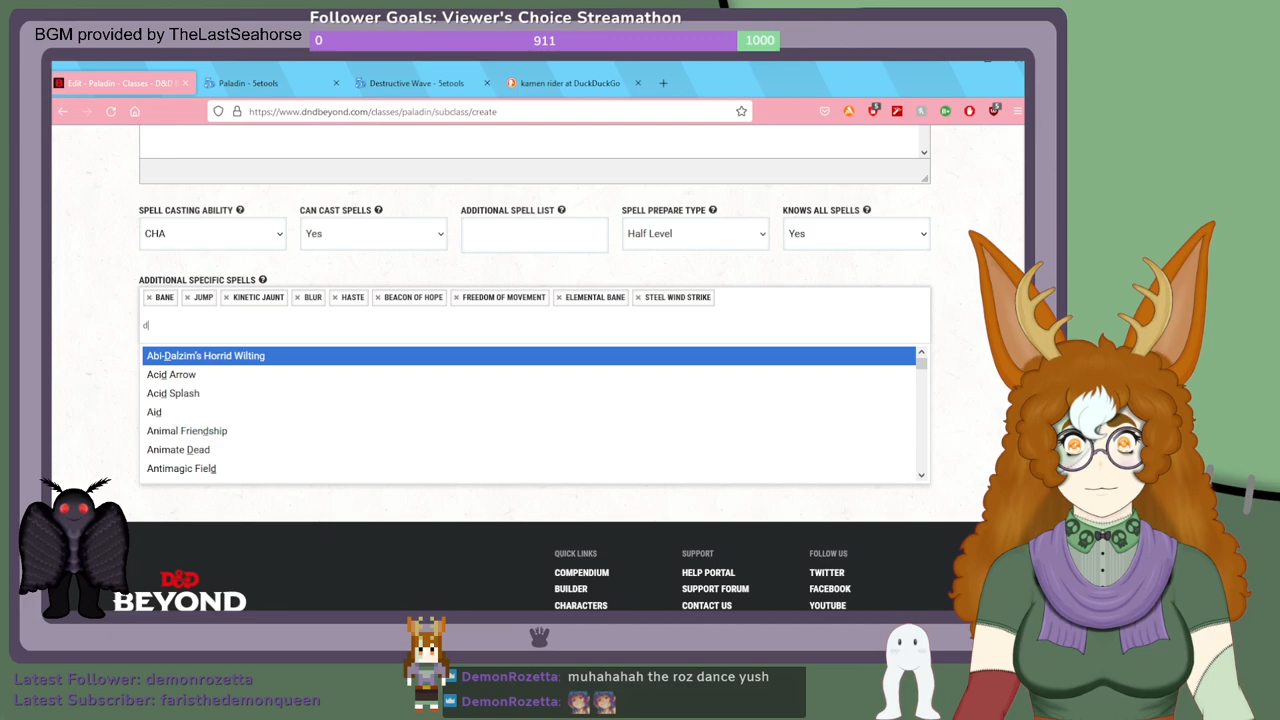 Follower Goals: Viewer's Choice Streamathon
BGM provided by TheLastSeahorse
0 911 1000
Edit - Paladin - Classes - D&D B
Paladin - 5etools
Destructive Wave - 5etools
kamen rider at DuckDuckGo
https://www.dndbeyond.com/classes/paladin/subclass/create
SPELL CASTING ABILITY CAN CAST SPELLS ADDITIONAL SPELL LIST SPELL PREPARE TYPE KNOWS ALL SPELLS
CHA Yes Half Level Yes
ADDITIONAL SPECIFIC SPELLS
× BANE × JUMP × KINETIC JAUNT × BLUR × HASTE × BEACON OF HOPE × FREEDOM OF MOVEMENT × ELEMENTAL BANE × STEEL WIND STRIKE
d
Abi-Dalzim's Horrid Wilting
Acid Arrow
Acid Splash
Aid
Animal Friendship
Animate Dead
Antimagic Field
D&D
BEYOND
QUICK LINKS SUPPORT FOLLOW US
COMPENDIUM HELP PORTAL TWITTER
BUILDER SUPPORT FORUM FACEBOOK
CHARACTERS CONTACT US YOUTUBE
Latest Follower: demonrozetta
Latest Subscriber: faristhedemonqueen
DemonRozetta: muhahahah the roz dance yush
DemonRozetta: